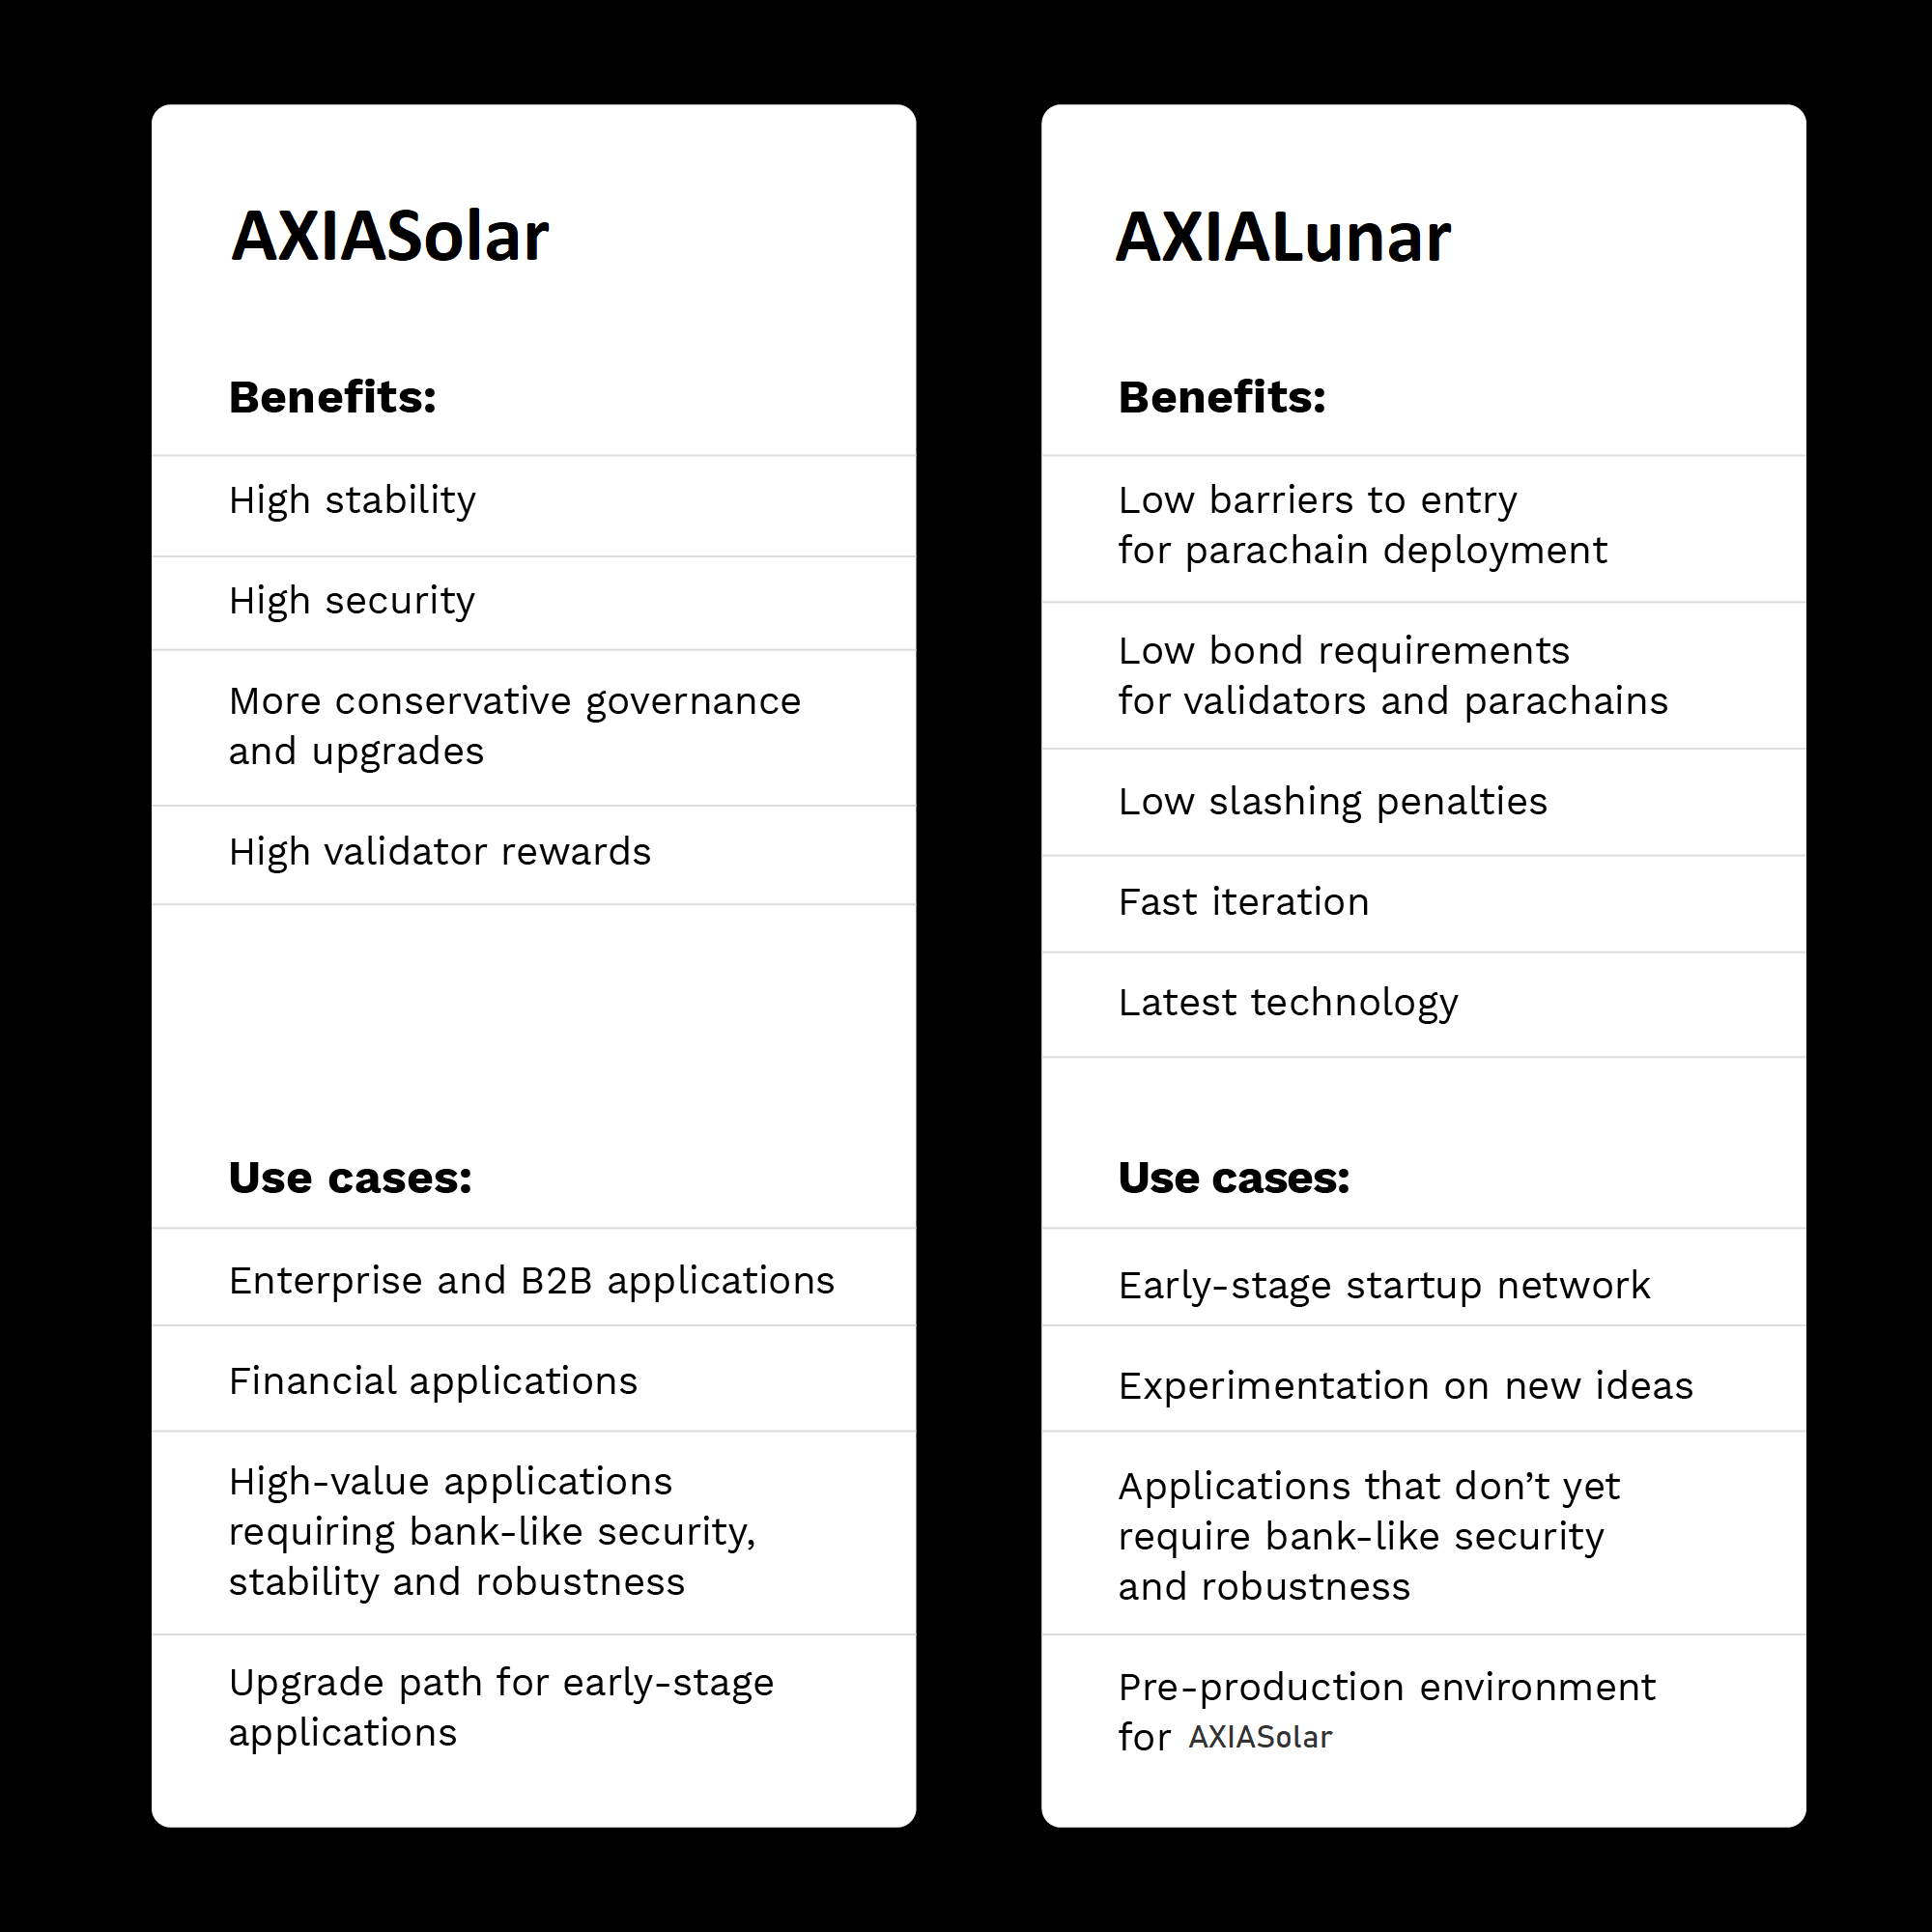 AXIASolar
Benefits:
High stability
High security
More conservative governance
and upgrades
High validator rewards
Use cases:
Enterprise and B2B applications
Financial applications
High-value applications
requiring bank-like security,
stability and robustness
Upgrade path for early-stage
applications
AXIALunar
Benefits:
Low barriers to entry
for parachain deployment
Low bond requirements
for validators and parachains
Low slashing penalties
Fast iteration
Latest technology
Use cases:
Early-stage startup network
Experimentation on new ideas
Applications that don’t yet
require bank-like security
and robustness
Pre-production environment
for AXIASolar